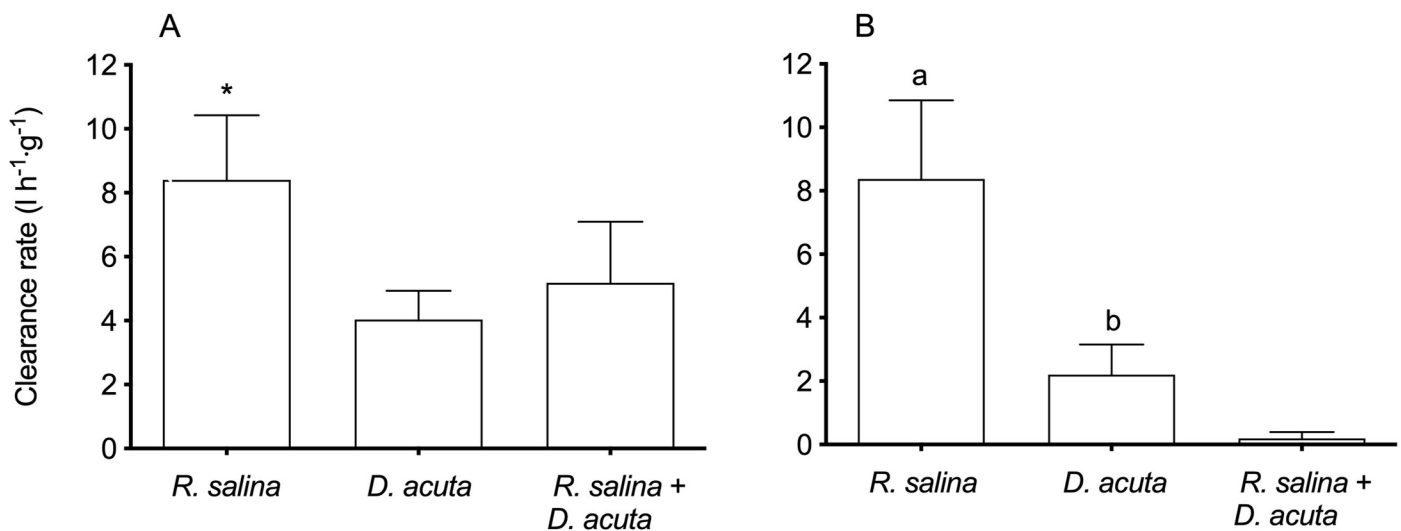 A
Clearance rate (l h⁻¹·g⁻¹)
12
10
8
6
4
2
0
*
R. salina
D. acuta
R. salina +
D. acuta
B
12
10
8
6
4
2
0
a
b
R. salina
D. acuta
R. salina +
D. acuta